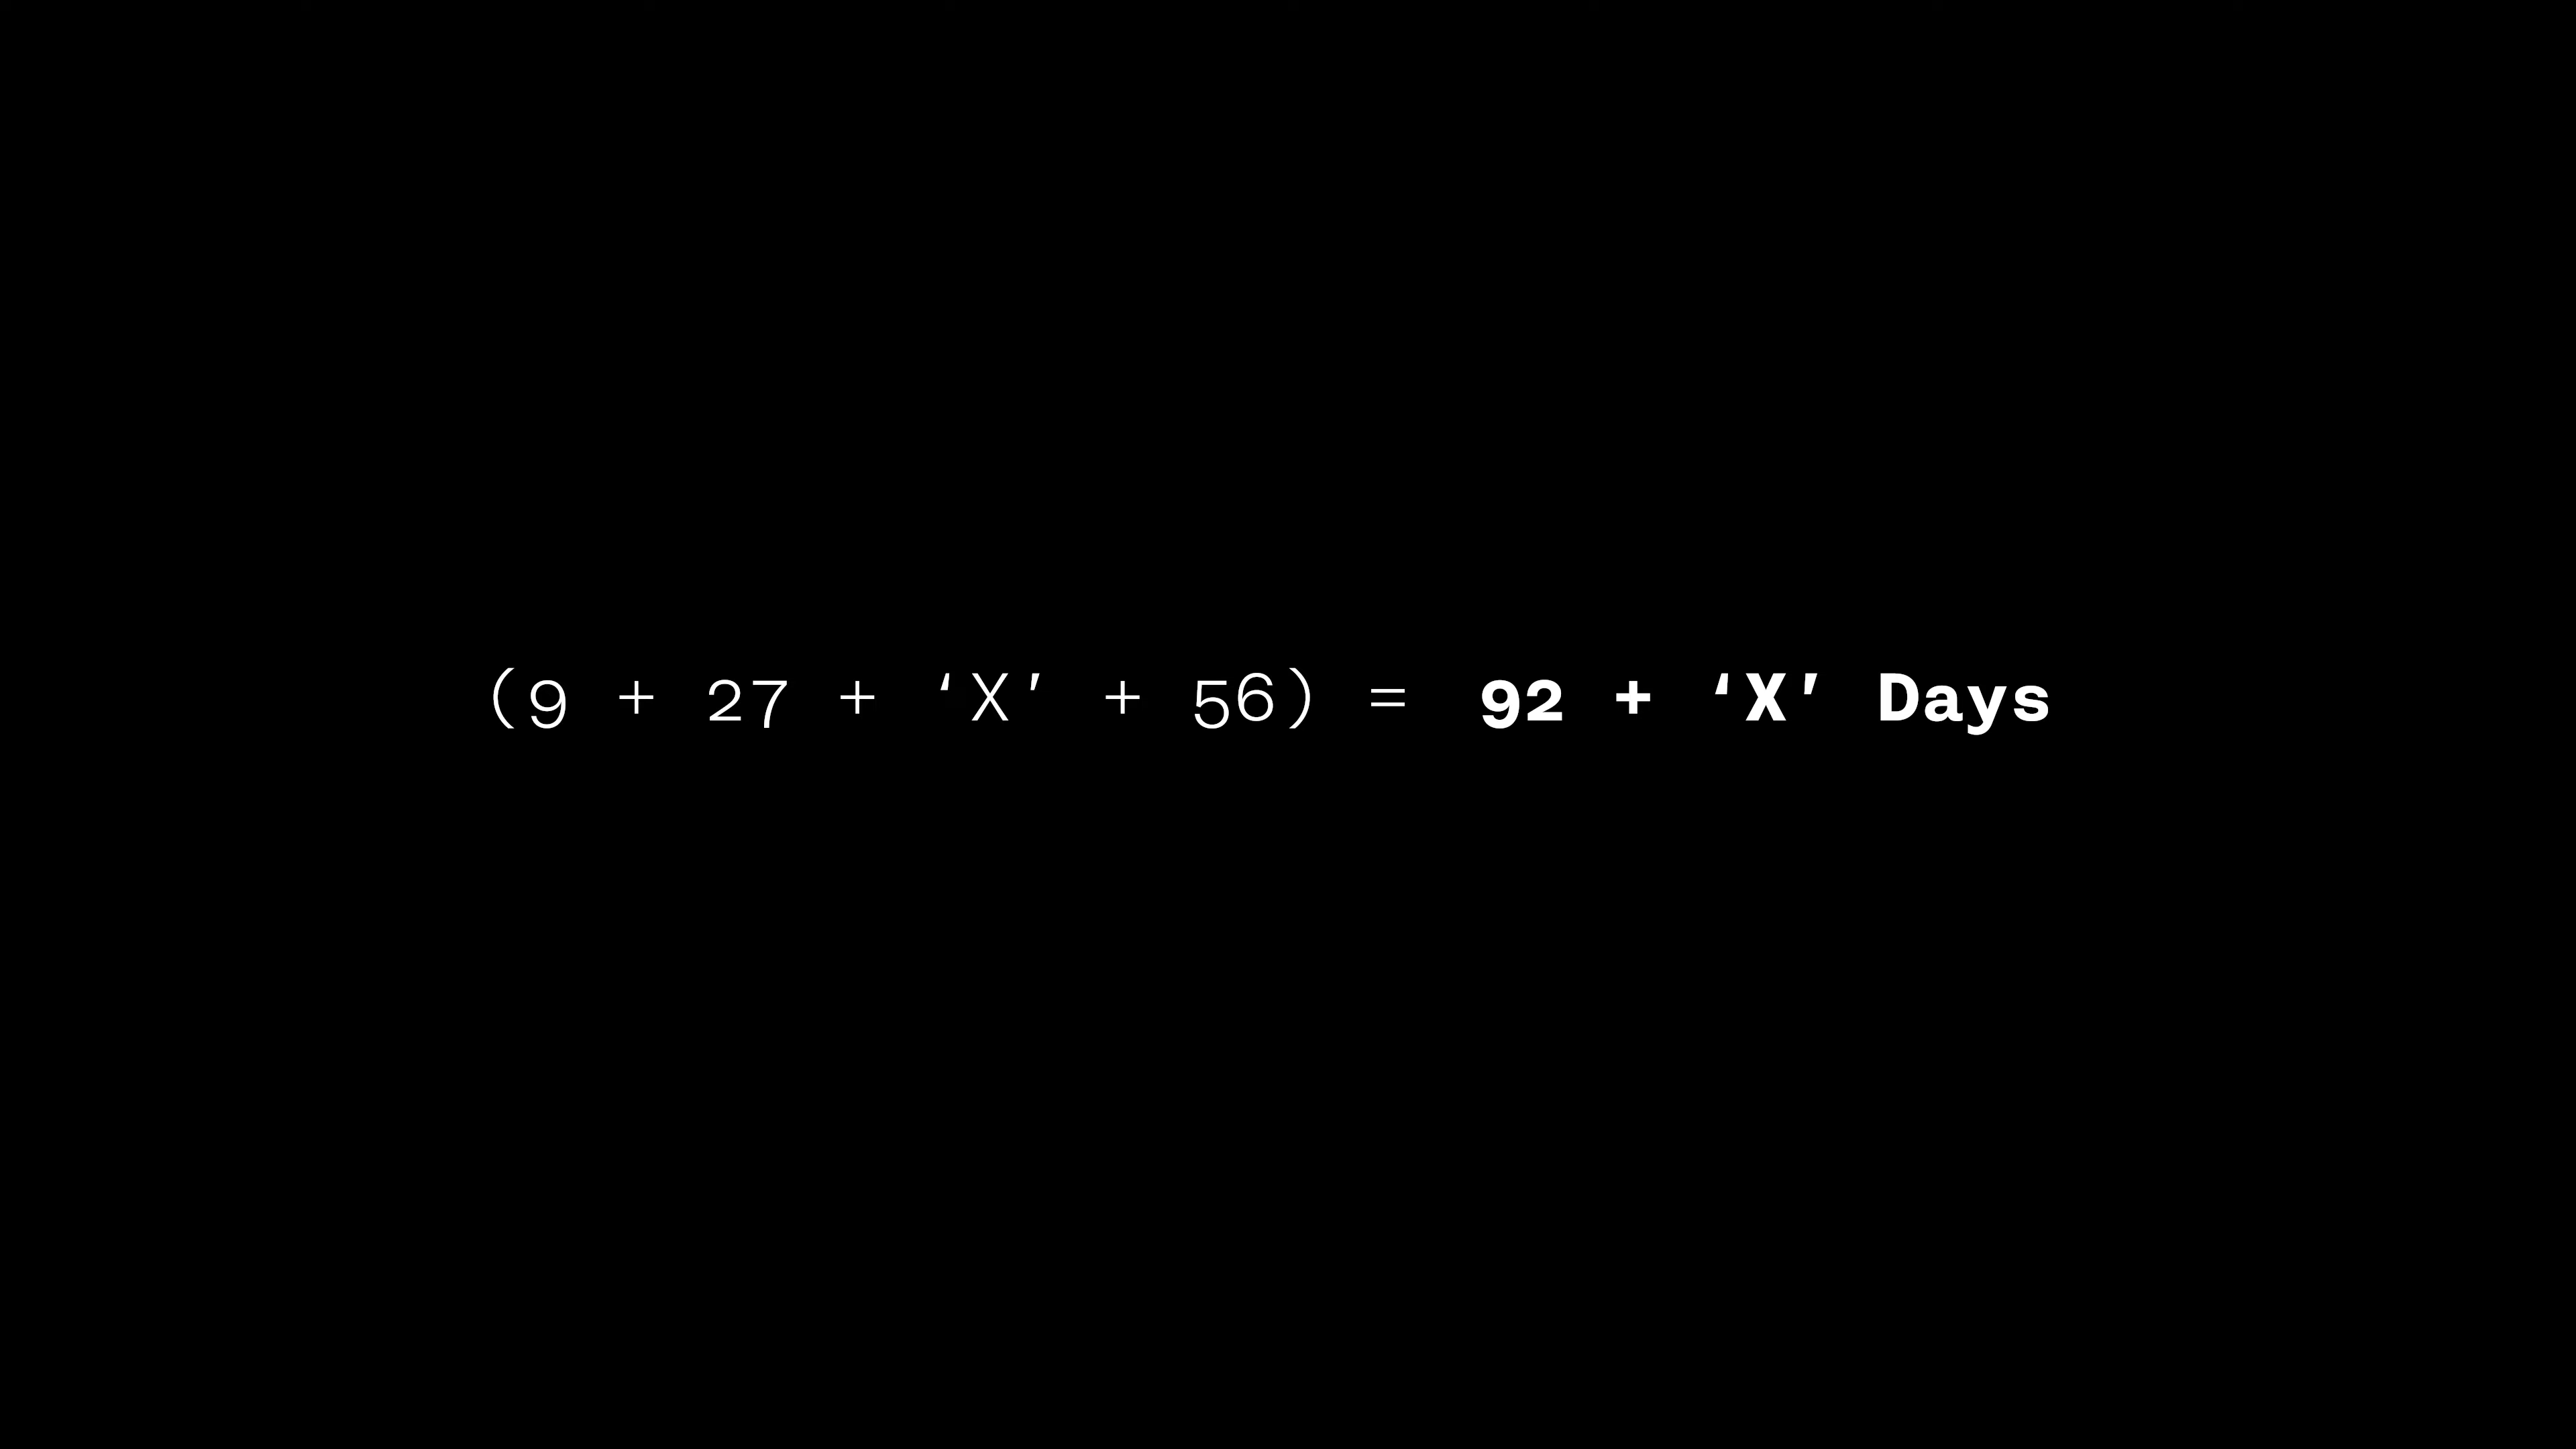 (9 + 27 + ‘X’ + 56) = 92 + ‘X’ Days